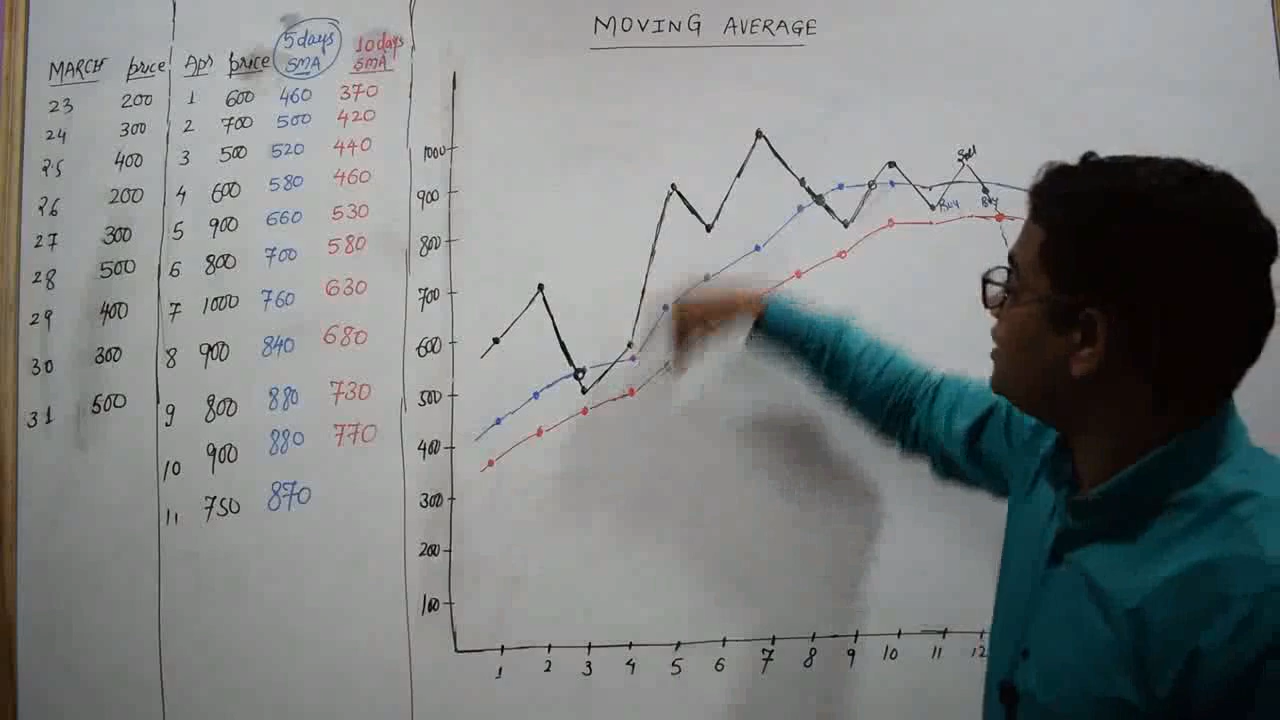 MOVING AVERAGE
MARCH price Apr price 5days SMA 10days SMA
23 200 1 600 460 370
24 300 2 700 500 420
25 400 3 500 520 440
26 200 4 600 580 460
27 300 5 900 660 530
28 500 6 800 700 580
29 400 7 1000 760 630
30 300 8 900 840 680
31 500 9 800 880 730
10 900 880 770
11 750 870
1000
900
800
700
600
500
400
300
200
100
Sell
Buy Buy
1 2 3 4 5 6 7 8 9 10 11 12